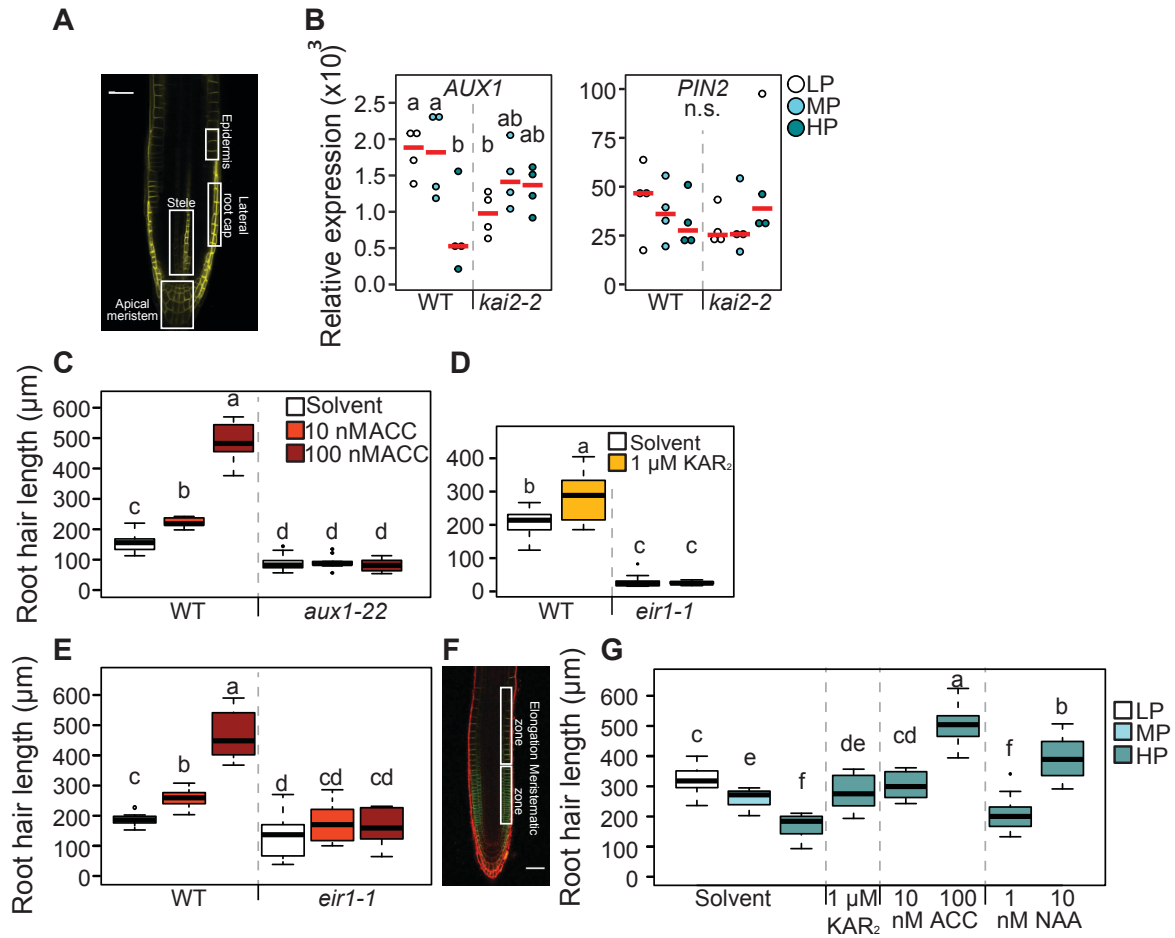 A
Epidermis
Lateral
root cap
Stele
Apical
meristem
B
Relative expression (x10³)
AUX1
a a b b ab ab
2.5
2.0
1.5
1.0
0.5
0.0
WT kai2-2
PIN2
n.s.
100
75
50
25
0
WT kai2-2
LP
MP
HP
C
Root hair length (µm)
600
500
400
300
200
100
0
c b a d d d
Solvent
10 nMACC
100 nMACC
WT aux1-22
D
400
300
200
100
0
b a c c
Solvent
1 µM KAR₂
WT eir1-1
E
Root hair length (µm)
600
500
400
300
200
100
0
c b a d cd cd
WT eir1-1
F
Elongation Meristematic
zone zone
G
Root hair length (µm)
600
500
400
300
200
100
0
c e f de cd a f b
LP
MP
HP
Solvent 1 µM 10 100 1 10
KAR₂ nM ACC nM NAA